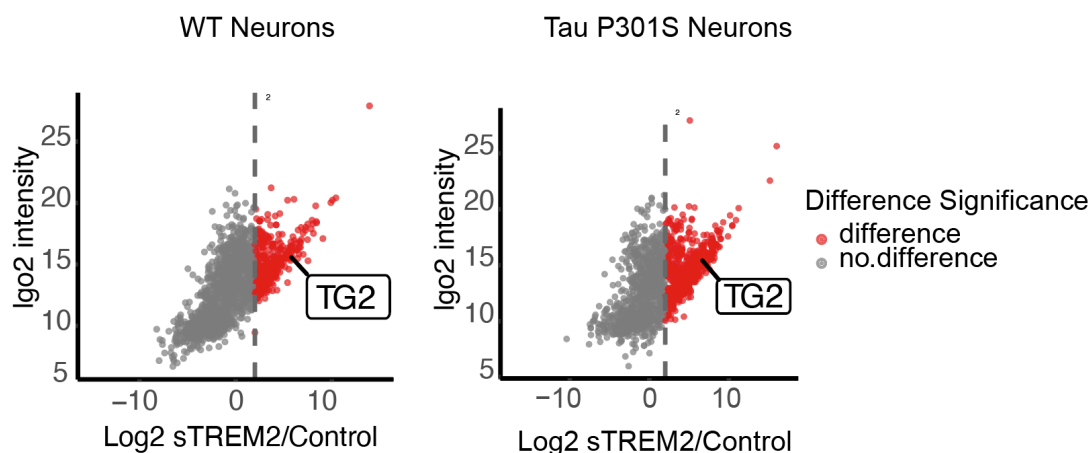 WT Neurons
Tau P301S Neurons
lgo2 intensity
25
20
15
10
5
2
TG2
−10
0
10
Log2 sTREM2/Control
lgo2 intensity
25
20
15
10
5
2
TG2
−10
0
10
Log2 sTREM2/Control
Difference Significance
difference
no.difference